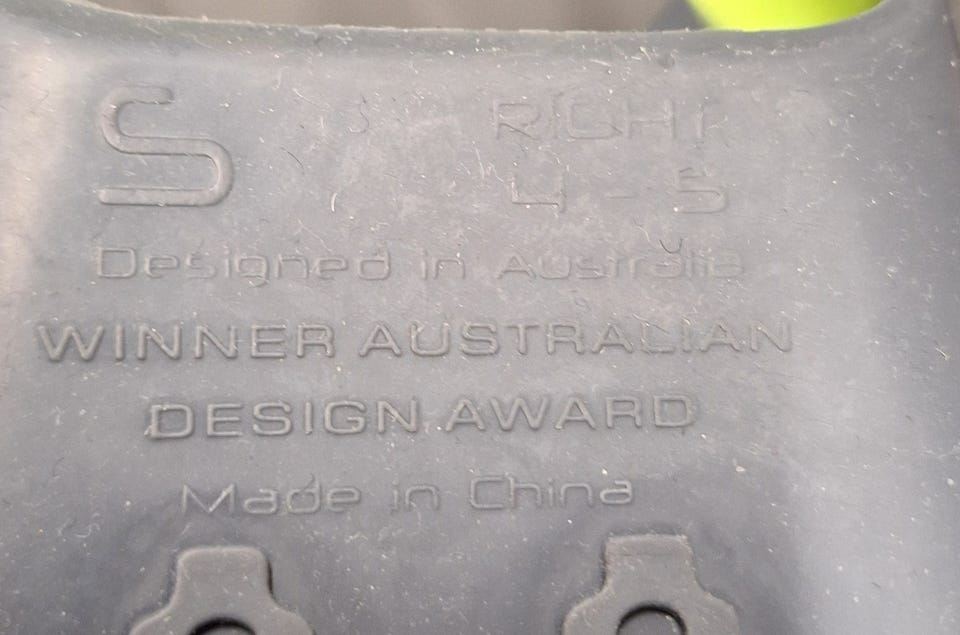 S RIGHT
4 - 5
Designed in Australia
WINNER AUSTRALIAN
DESIGN AWARD
Made in China